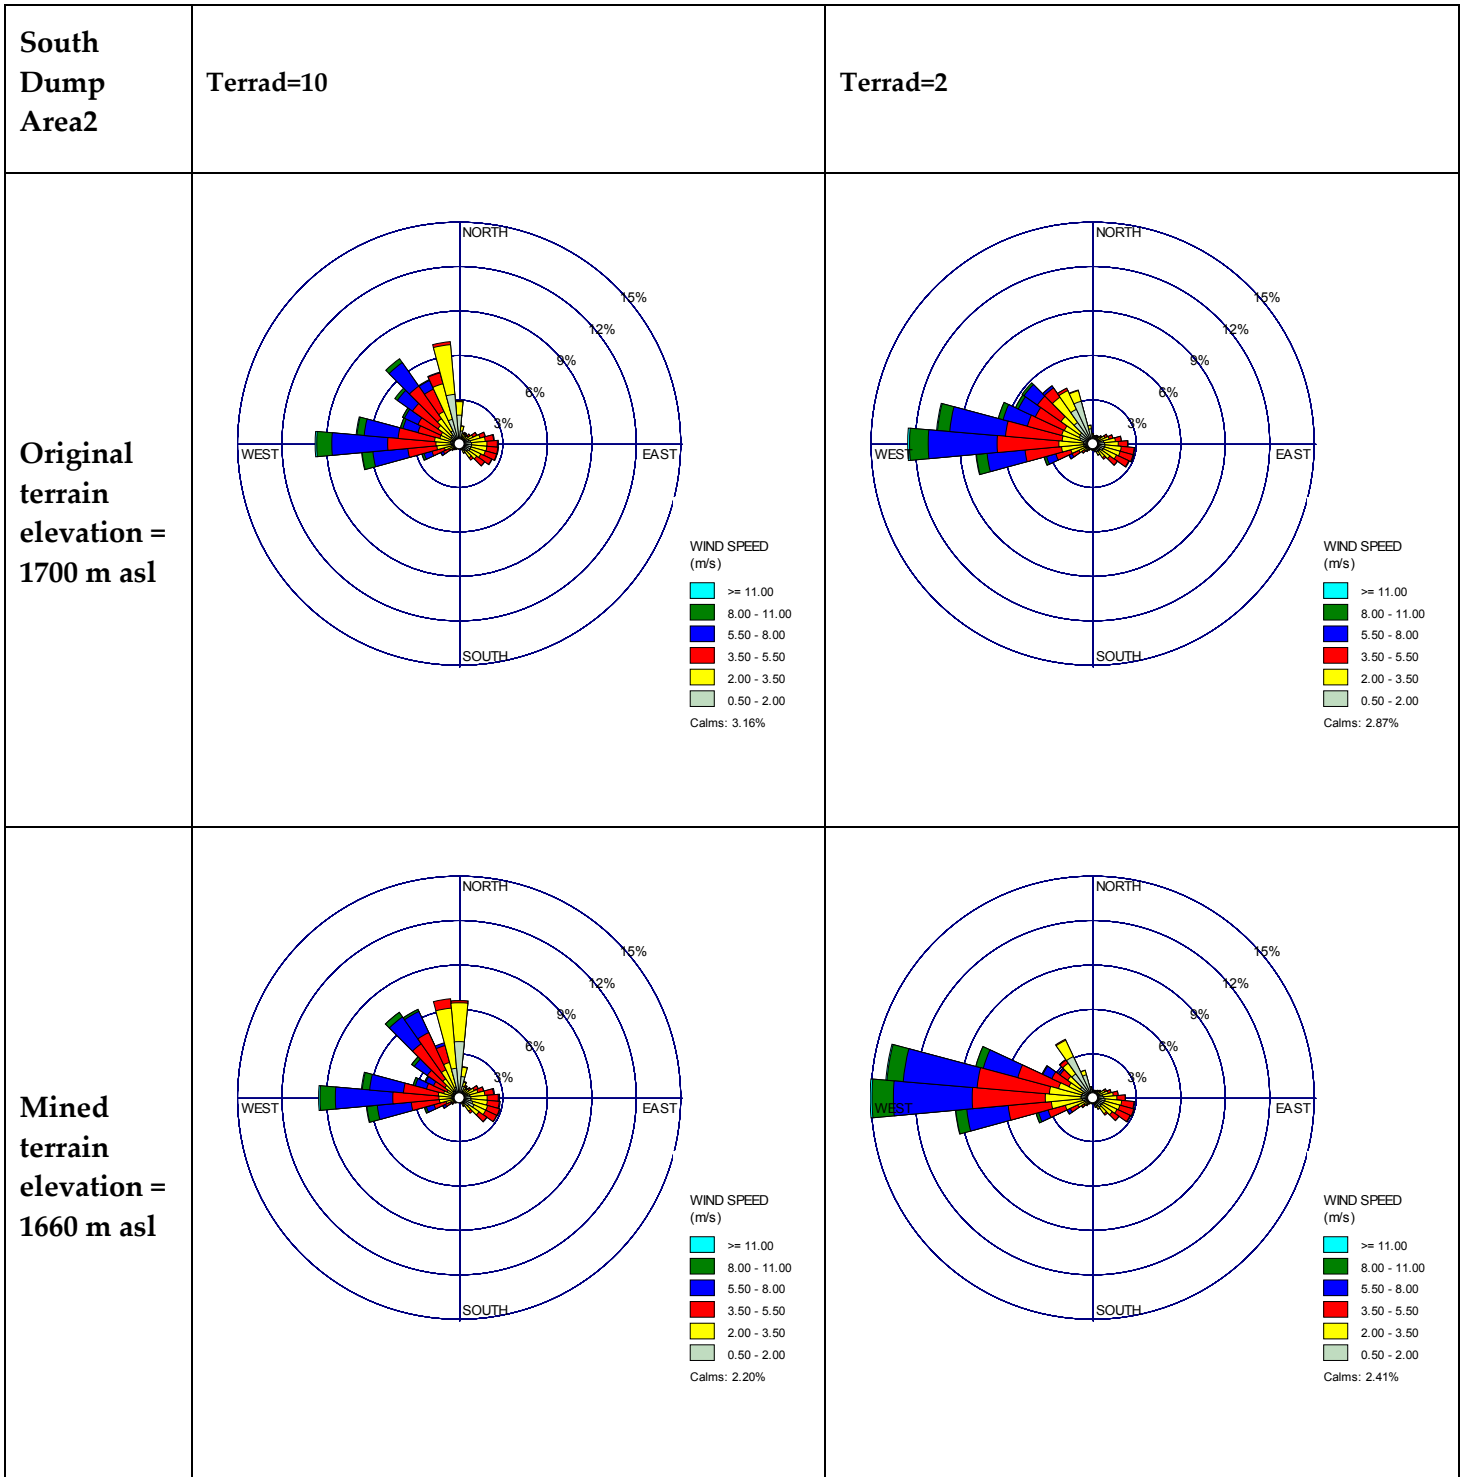 South
Dump
Area2
Terrad=10
Terrad=2
Original
terrain
elevation =
1700 m asl
NORTH
15%
12%
9%
6%
3%
WEST
EAST
SOUTH
WIND SPEED
(m/s)
>= 11.00
8.00 - 11.00
5.50 - 8.00
3.50 - 5.50
2.00 - 3.50
0.50 - 2.00
Calms: 3.16%
NORTH
15%
12%
9%
6%
3%
WEST
EAST
SOUTH
WIND SPEED
(m/s)
>= 11.00
8.00 - 11.00
5.50 - 8.00
3.50 - 5.50
2.00 - 3.50
0.50 - 2.00
Calms: 2.87%
Mined
terrain
elevation =
1660 m asl
NORTH
15%
12%
9%
6%
3%
WEST
EAST
SOUTH
WIND SPEED
(m/s)
>= 11.00
8.00 - 11.00
5.50 - 8.00
3.50 - 5.50
2.00 - 3.50
0.50 - 2.00
Calms: 2.20%
NORTH
15%
12%
9%
6%
3%
WEST
EAST
SOUTH
WIND SPEED
(m/s)
>= 11.00
8.00 - 11.00
5.50 - 8.00
3.50 - 5.50
2.00 - 3.50
0.50 - 2.00
Calms: 2.41%